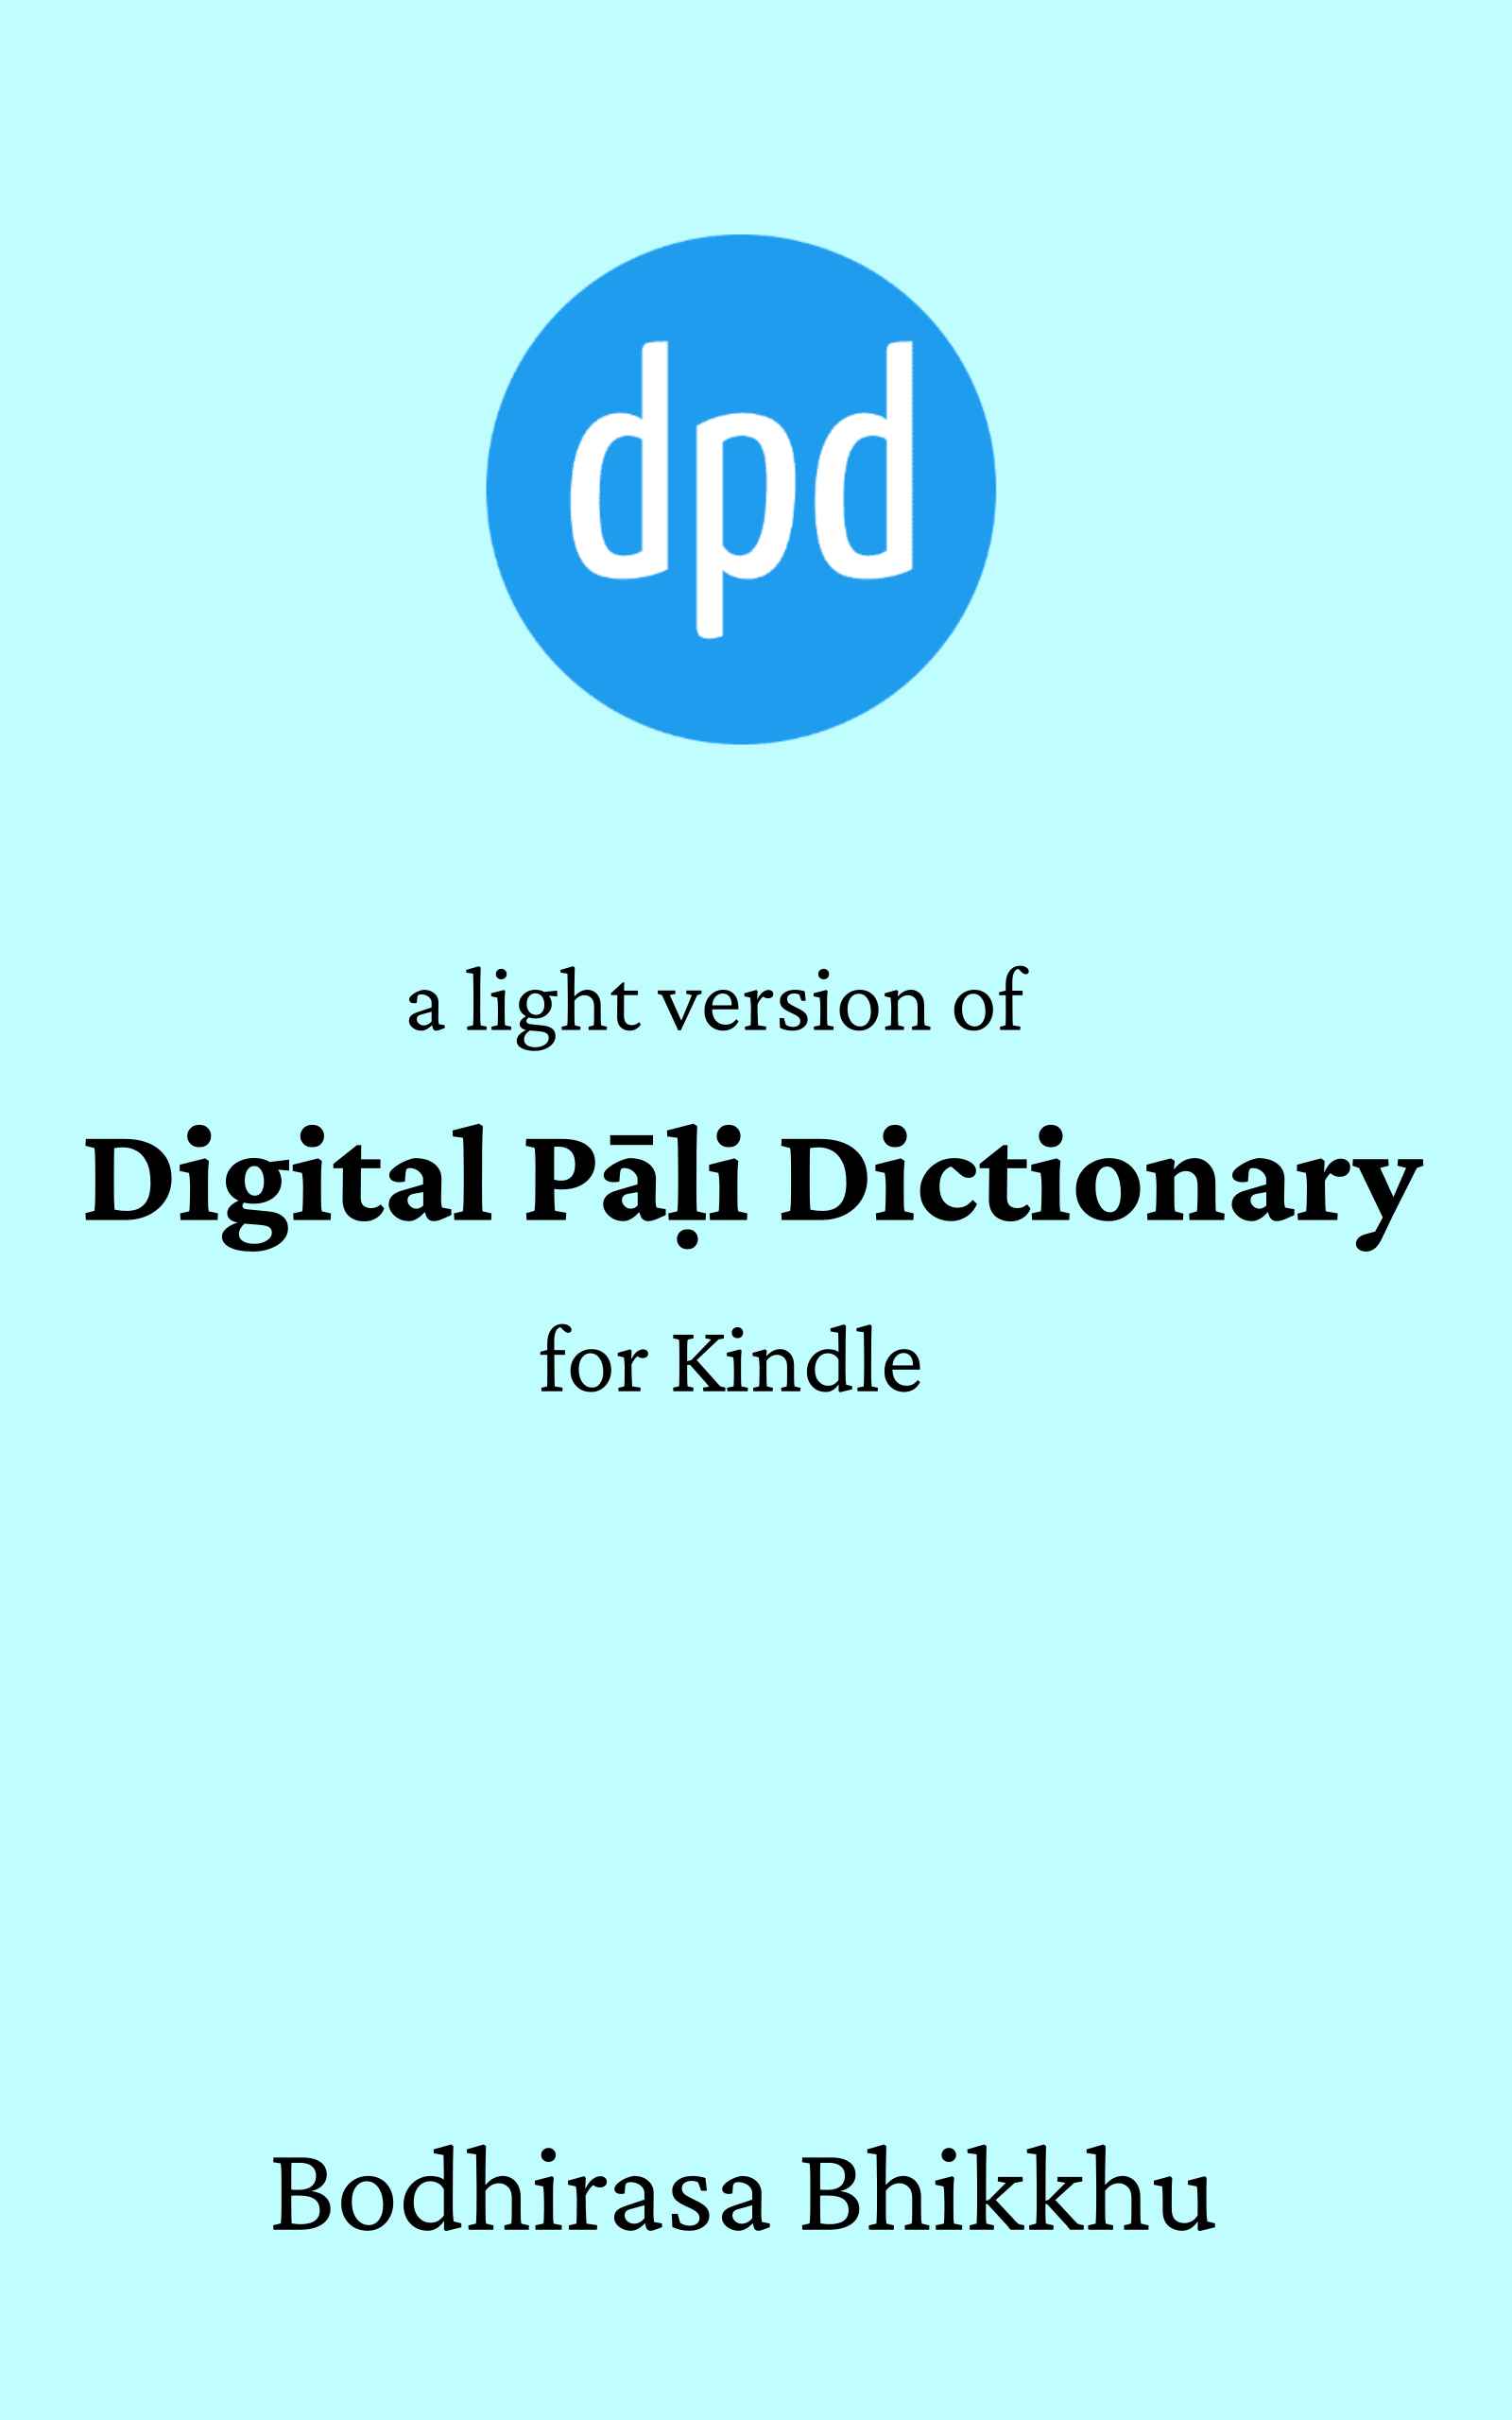 dpd
a light version of
Digital Pāḷi Dictionary
for Kindle
Bodhirasa Bhikkhu